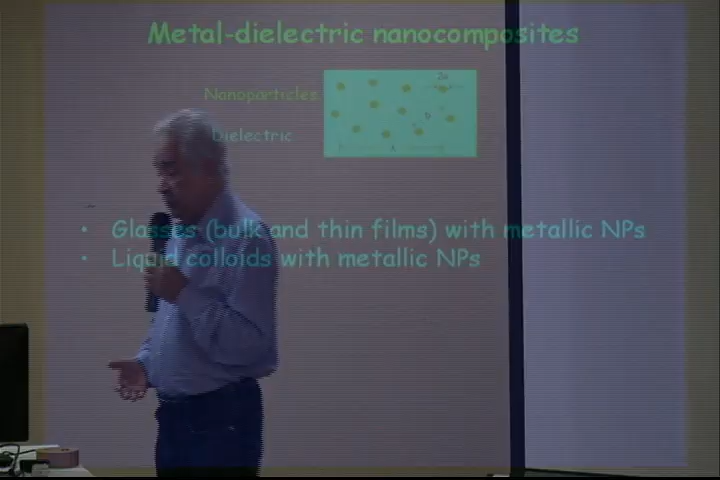 Metal-dielectric nanocomposites
Nanoparticles
Dielectric
• Glasses (bulk and thin films) with metallic NPs
• Liquid colloids with metallic NPs